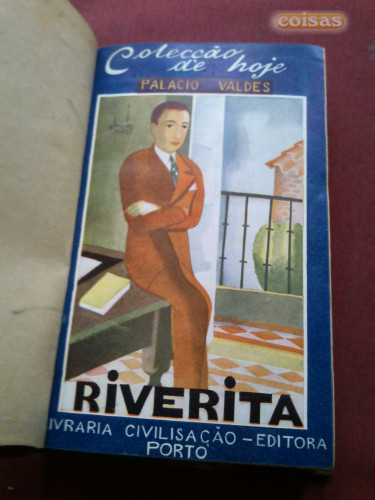 coisas
Colecção
de hoje
PALACIO VALDES
RIVERITA
IVRARIA CIVILISAÇÃO-EDITORA
PORTO